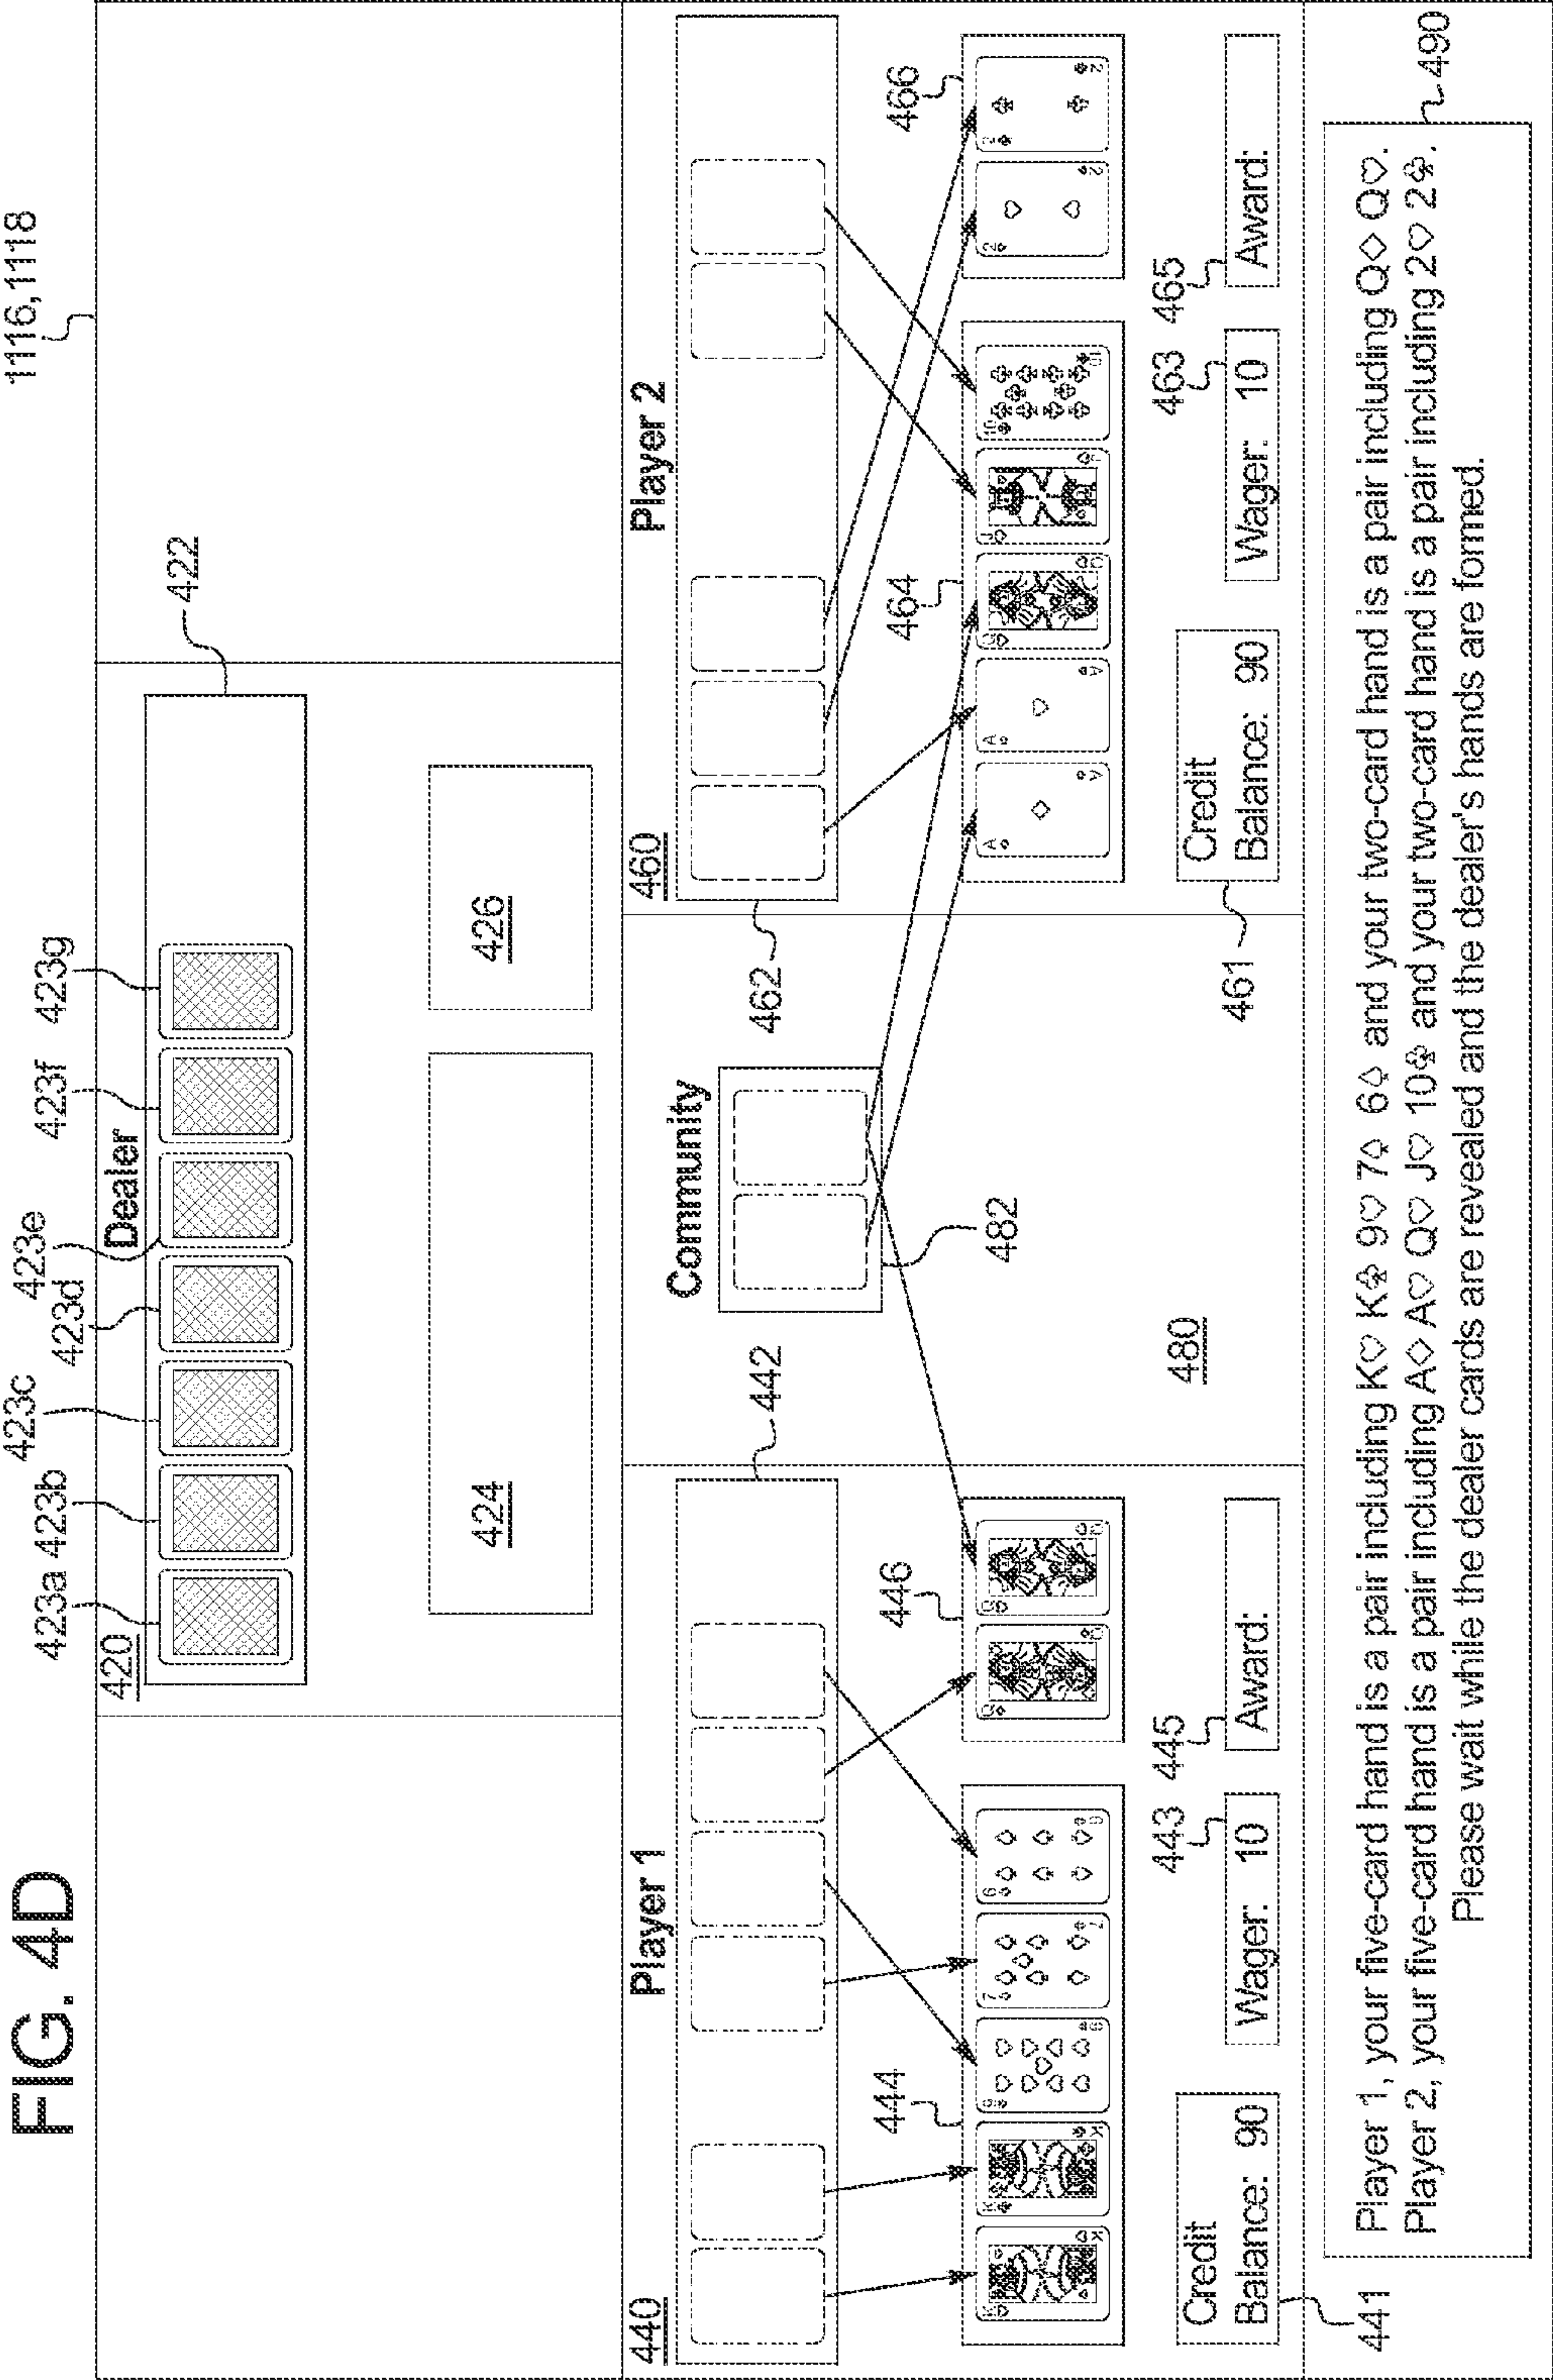 FIG. 4D
1116,1118
420
Dealer
423a
423b
423c
423d
423e
423f
423g
422
424
426
440
Player 1
442
444
446
Credit
Balance: 90
441
Wager: 10
443
Award:
445
Community
482
480
460
Player 2
462
464
466
Credit
Balance: 90
461
Wager: 10
463
Award:
465
Player 1, your five-card hand is a pair including K♡ K♧ 9♡ 7♤ 6♤ and your two-card hand is a pair including Q♢ Q♡.
Player 2, your five-card hand is a pair including A♢ A♡ Q♡ J♡ 10♧ and your two-card hand is a pair including 2♡ 2♧.
Please wait while the dealer cards are revealed and the dealer's hands are formed.
490